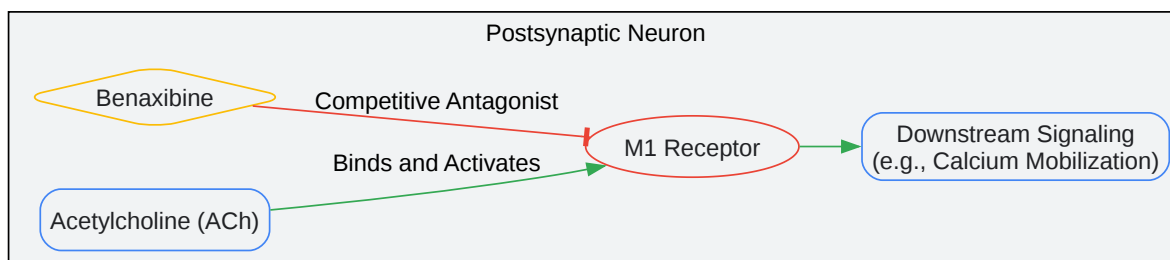 Postsynaptic Neuron
Benaxibine
Competitive Antagonist
Binds and Activates
M1 Receptor
Downstream Signaling
(e.g., Calcium Mobilization)
Acetylcholine (ACh)